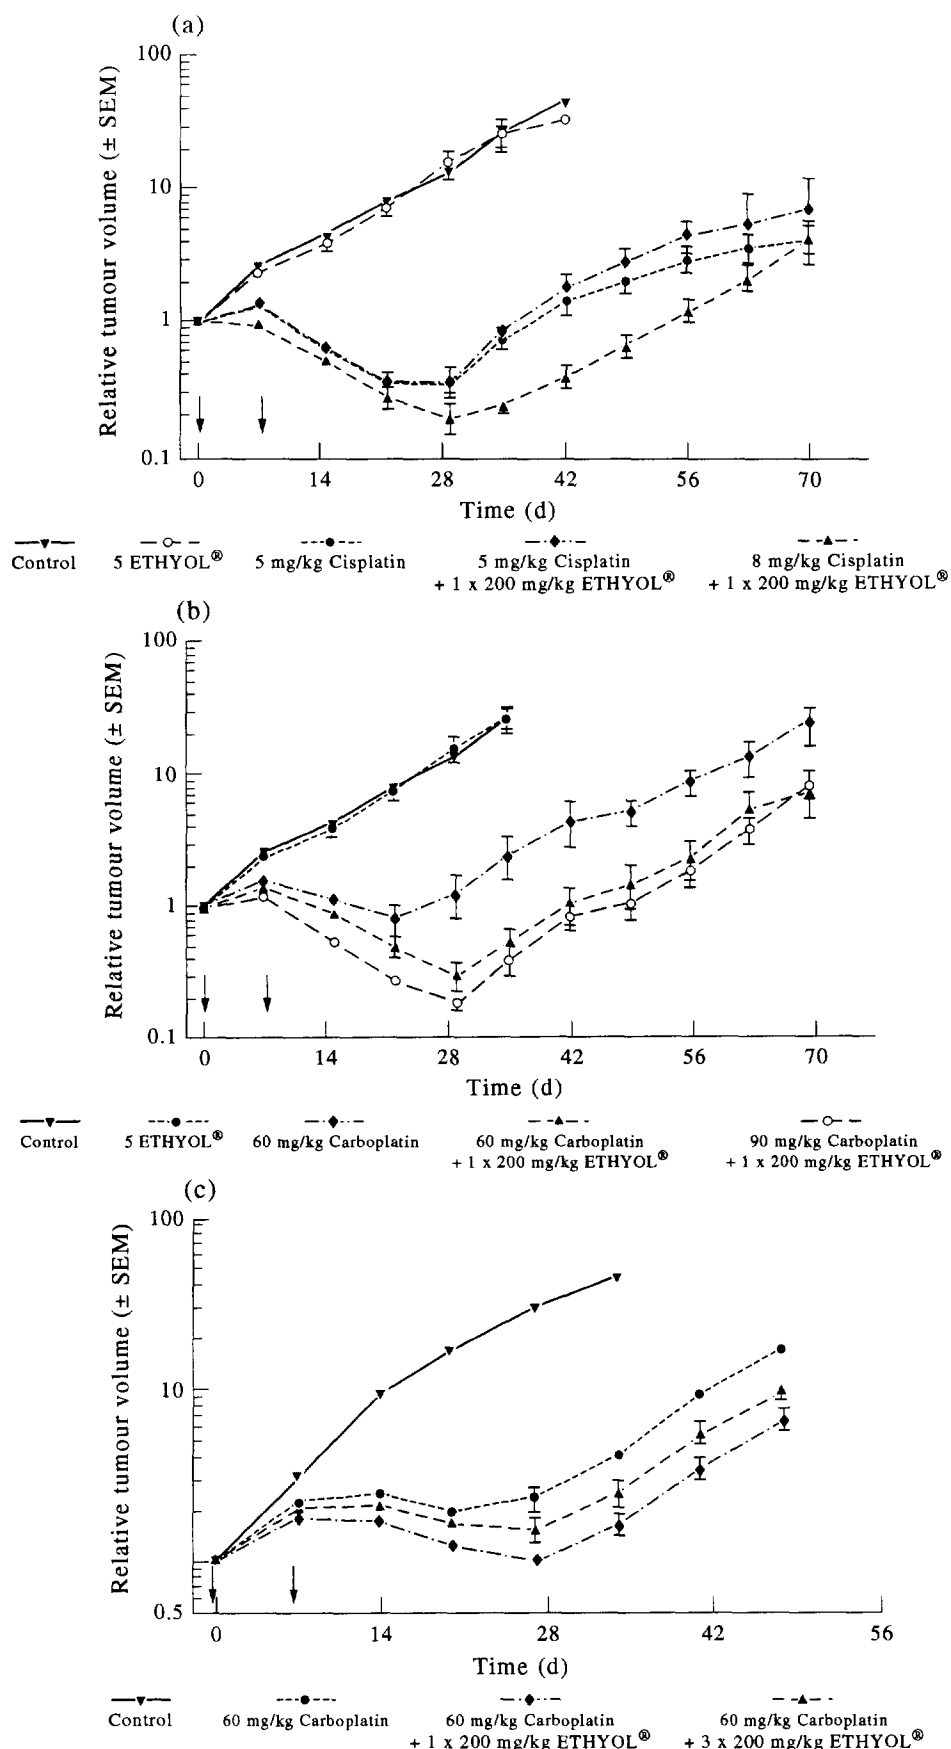 (a)
Relative tumour volume (± SEM)
100
10
1
0.1
0 14 28 42 56 70
Time (d)
Control
5 ETHYOL®
5 mg/kg Cisplatin
5 mg/kg Cisplatin
+ 1 x 200 mg/kg ETHYOL®
8 mg/kg Cisplatin
+ 1 x 200 mg/kg ETHYOL®
(b)
Relative tumour volume (± SEM)
100
10
1
0.1
0 14 28 42 56 70
Time (d)
Control
5 ETHYOL®
60 mg/kg Carboplatin
60 mg/kg Carboplatin
+ 1 x 200 mg/kg ETHYOL®
90 mg/kg Carboplatin
+ 1 x 200 mg/kg ETHYOL®
(c)
Relative tumour volume (± SEM)
100
10
0.5
0 14 28 42 56
Time (d)
Control
60 mg/kg Carboplatin
60 mg/kg Carboplatin
+ 1 x 200 mg/kg ETHYOL®
60 mg/kg Carboplatin
+ 3 x 200 mg/kg ETHYOL®